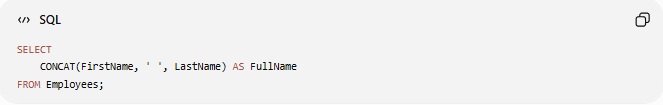 SQL
SELECT
    CONCAT(FirstName, ' ', LastName) AS FullName
FROM Employees;